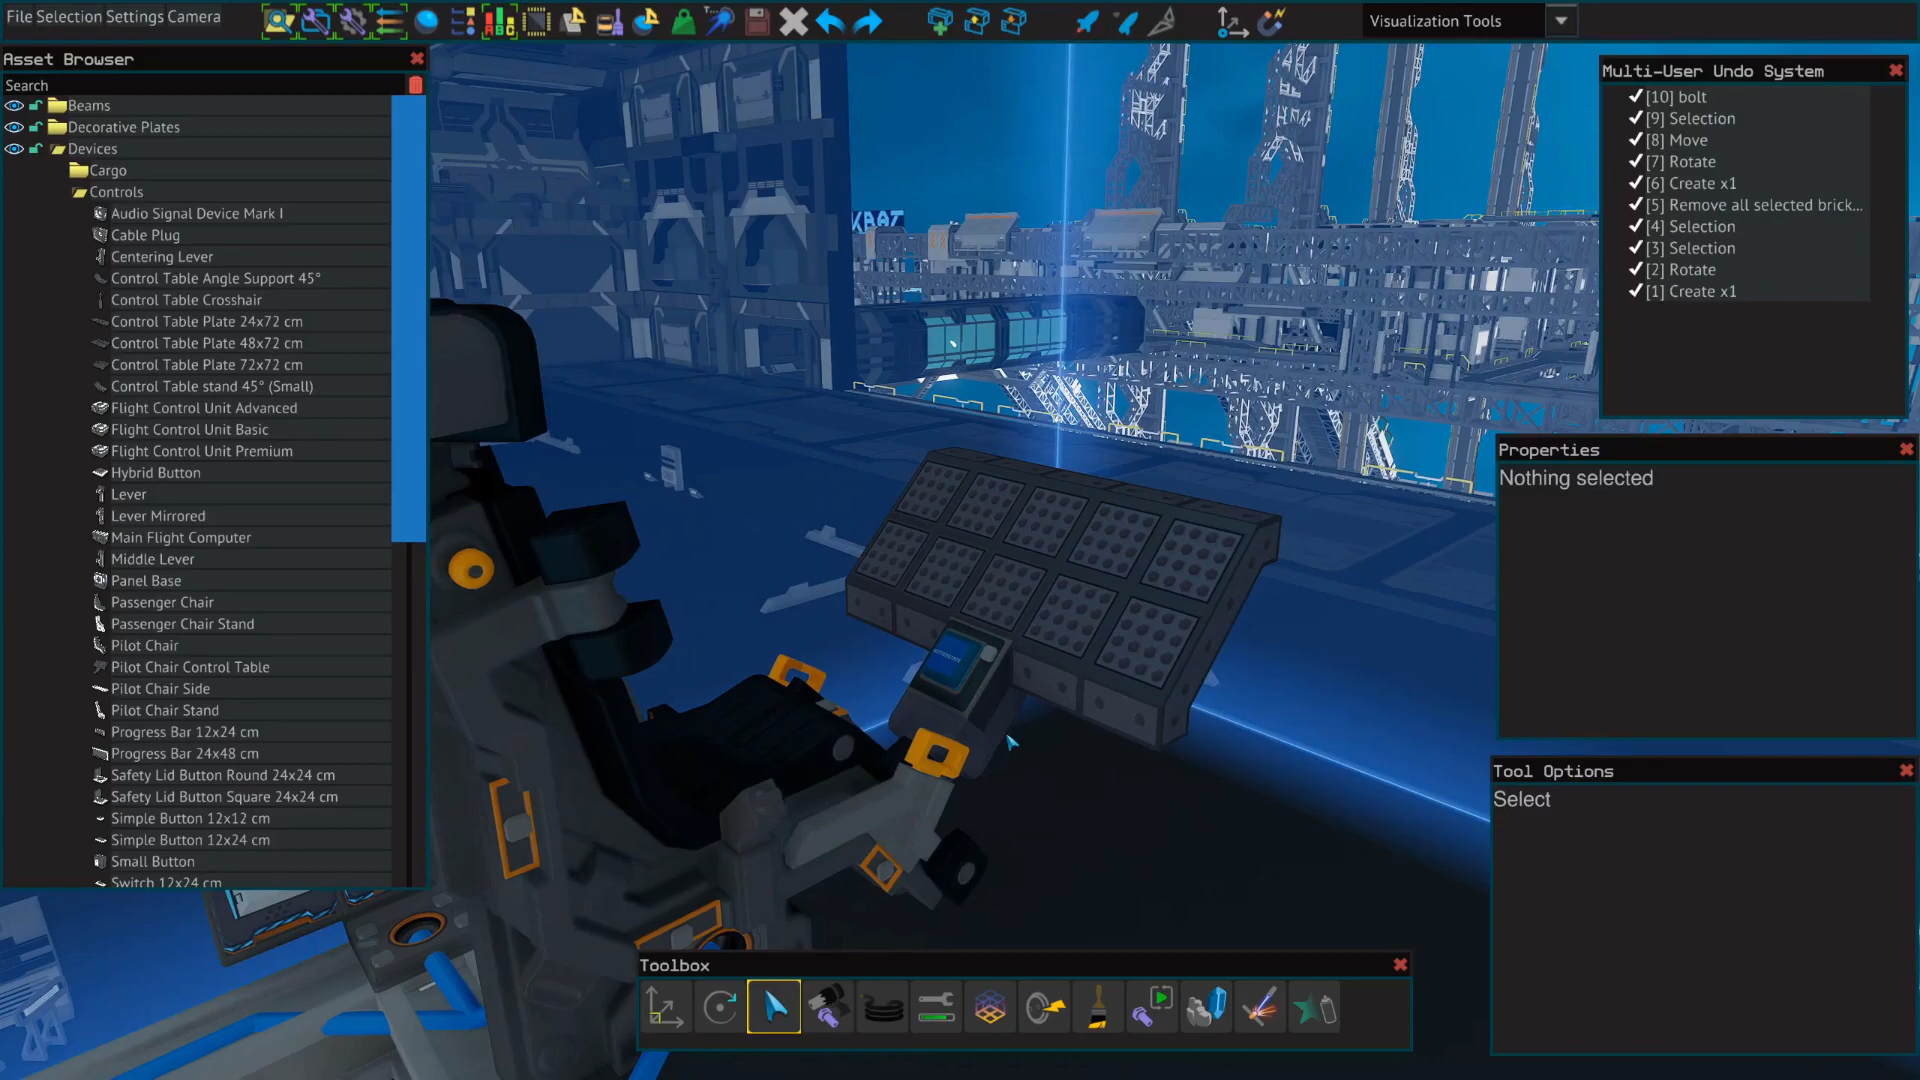 File Selection Settings Camera
Visualization Tools
Asset Browser
Search
Beams
Decorative Plates
Devices
Cargo
Controls
Audio Signal Device Mark I
Cable Plug
Centering Lever
Control Table Angle Support 45°
Control Table Crosshair
Control Table Plate 24x72 cm
Control Table Plate 48x72 cm
Control Table Plate 72x72 cm
Control Table stand 45° (Small)
Flight Control Unit Advanced
Flight Control Unit Basic
Flight Control Unit Premium
Hybrid Button
Lever
Lever Mirrored
Main Flight Computer
Middle Lever
Panel Base
Passenger Chair
Passenger Chair Stand
Pilot Chair
Pilot Chair Control Table
Pilot Chair Side
Pilot Chair Stand
Progress Bar 12x24 cm
Progress Bar 24x48 cm
Safety Lid Button Round 24x24 cm
Safety Lid Button Square 24x24 cm
Simple Button 12x12 cm
Simple Button 12x24 cm
Small Button
Switch 12x24 cm
Multi-User Undo System
[10] bolt
[9] Selection
[8] Move
[7] Rotate
[6] Create x1
[5] Remove all selected brick...
[4] Selection
[3] Selection
[2] Rotate
[1] Create x1
Properties
Nothing selected
Tool Options
Select
Toolbox